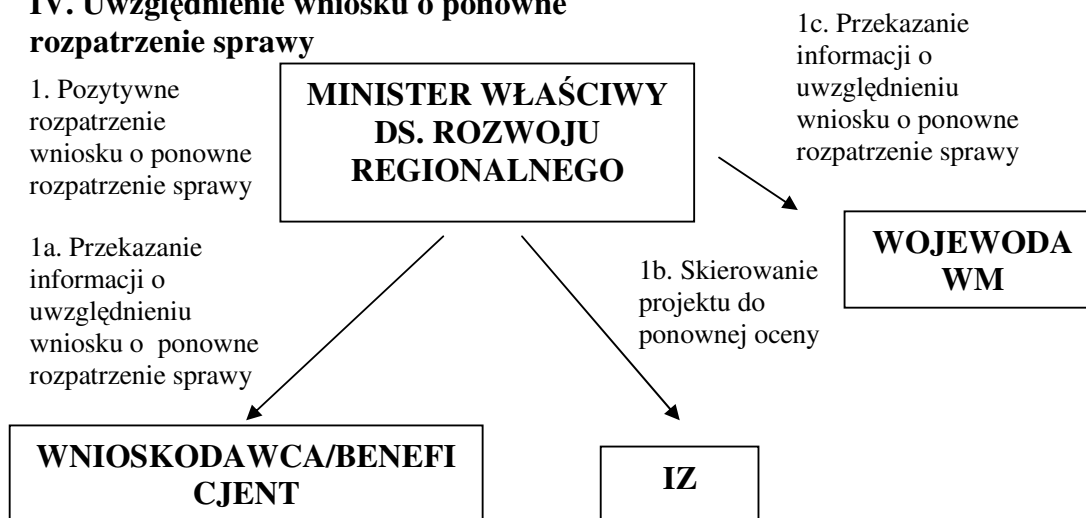 IV. Uwzględnienie wniosku o ponowne
rozpatrzenie sprawy
1. Pozytywne
rozpatrzenie
wniosku o ponowne
rozpatrzenie sprawy
MINISTER WŁAŚCIWY
DS. ROZWOJU
REGIONALNEGO
1c. Przekazanie
informacji o
uwzględnieniu
wniosku o ponowne
rozpatrzenie sprawy
WOJEWODA
WM
1a. Przekazanie
informacji o
uwzględnieniu
wniosku o ponowne
rozpatrzenie sprawy
1b. Skierowanie
projektu do
ponownej oceny
WNIOSKODAWCA/BENEFI
CJENT
IZ